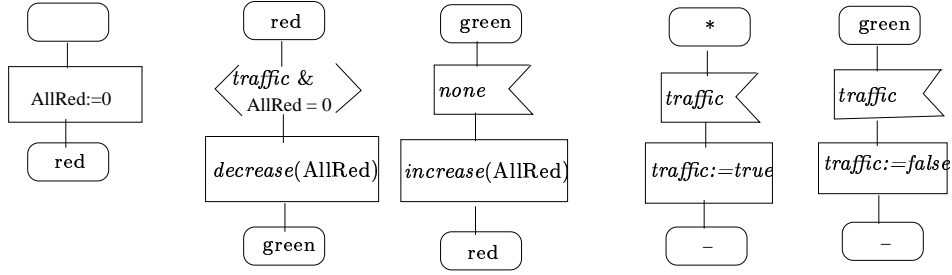 AllRed:=0
red
red
traffic &
AllRed = 0
decrease(AllRed)
green
green
none
increase(AllRed)
red
*
traffic
traffic:=true
–
green
traffic
traffic:=false
–